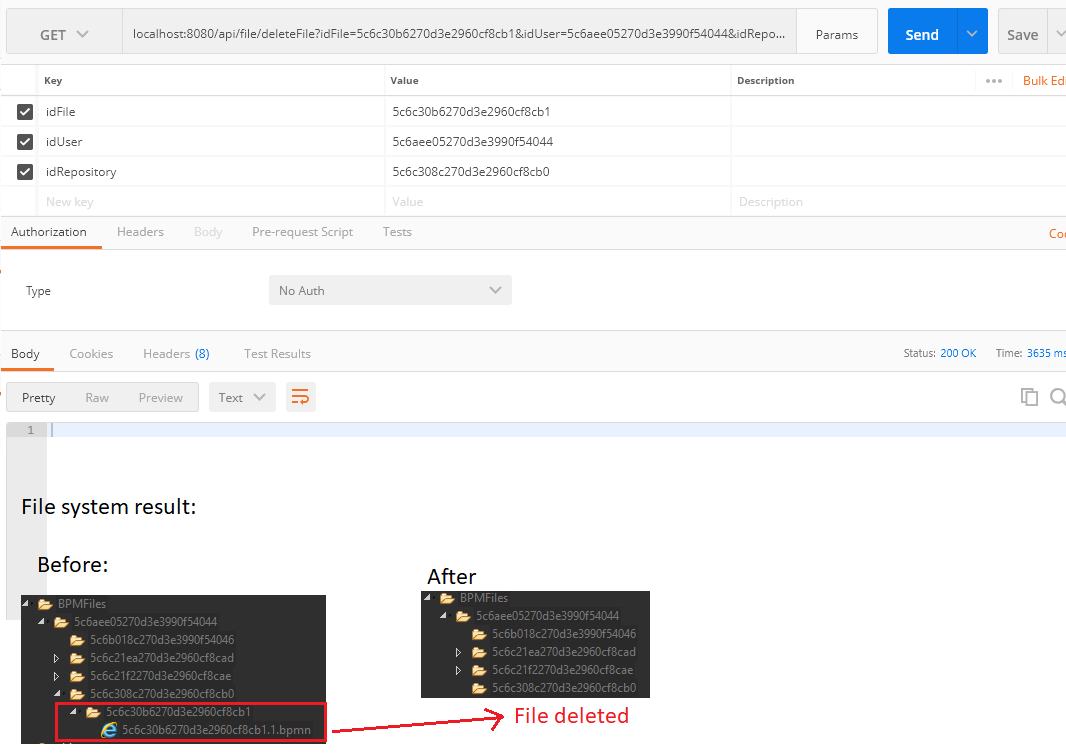 GET localhost:8080/api/file/deleteFile?idFile=5c6c30b6270d3e2960cf8cb1&idUser=5c6aee05270d3e3990f54044&idRepo... Params Send Save
Key Value Description ••• Bulk Edi
idFile 5c6c30b6270d3e2960cf8cb1
idUser 5c6aee05270d3e3990f54044
idRepository 5c6c308c270d3e2960cf8cb0
New key Value Description
Authorization Headers Body Pre-request Script Tests Coo
Type No Auth
Body Cookies Headers (8) Test Results Status: 200 OK Time: 3635 ms
Pretty Raw Preview Text
1
File system result:
Before:
BPMFiles
5c6aee05270d3e3990f54044
5c6b018c270d3e3990f54046
5c6c21ea270d3e2960cf8cad
5c6c21f2270d3e2960cf8cae
5c6c308c270d3e2960cf8cb0
5c6c30b6270d3e2960cf8cb1
5c6c30b6270d3e2960cf8cb1.1.bpmn
After
BPMFiles
5c6aee05270d3e3990f54044
5c6b018c270d3e3990f54046
5c6c21ea270d3e2960cf8cad
5c6c21f2270d3e2960cf8cae
5c6c308c270d3e2960cf8cb0
File deleted